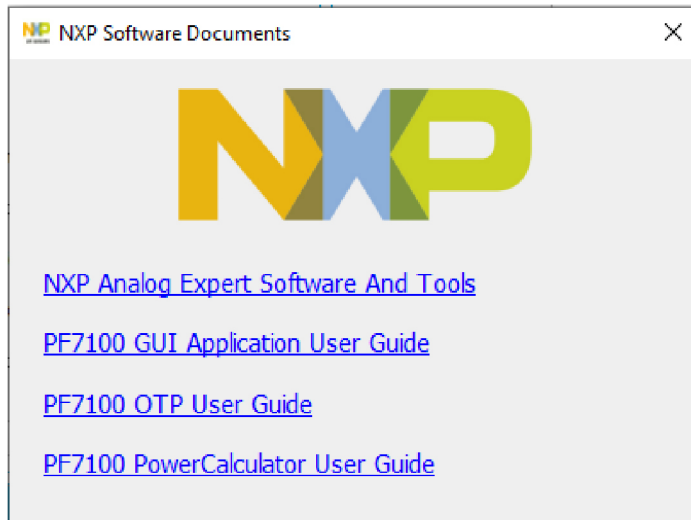 NXP Software Documents
NXP
NXP Analog Expert Software And Tools
PF7100 GUI Application User Guide
PF7100 OTP User Guide
PF7100 PowerCalculator User Guide